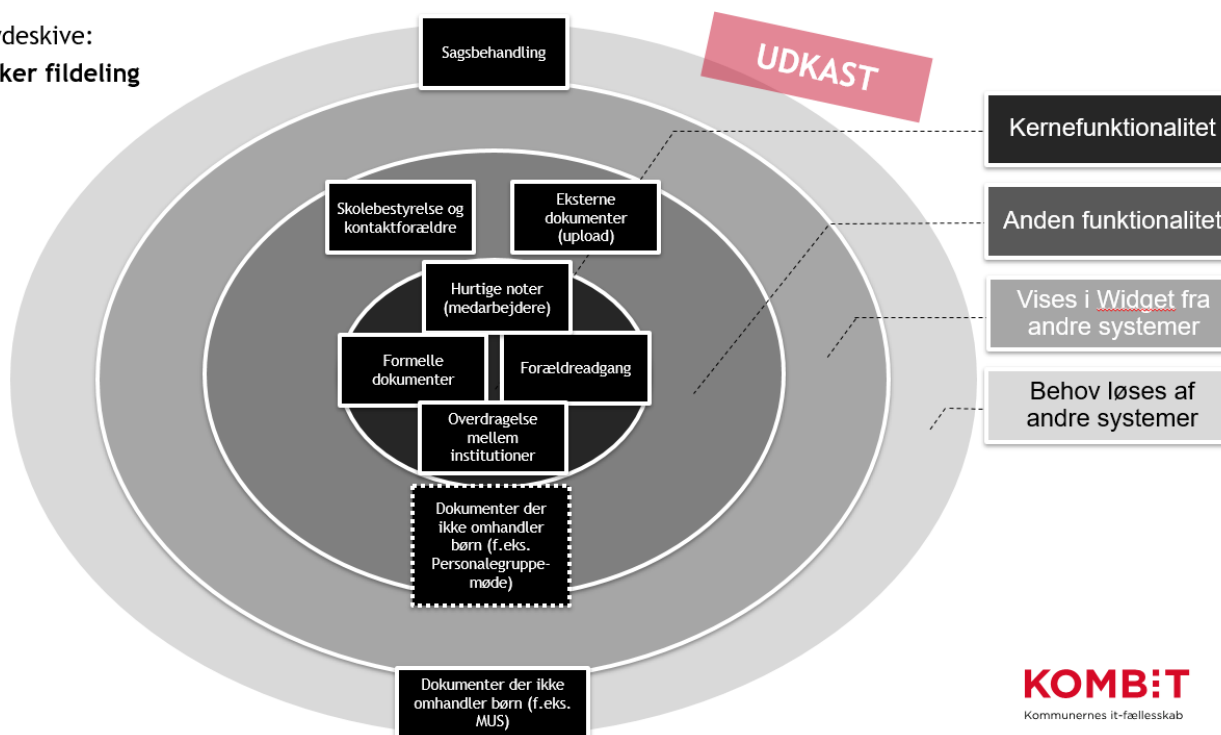 deskive:
ker fildeling
Sagsbehandling
UDKAST
Kernefunktionalitet
Skolebestyrelse og
kontaktforældre
Eksterne
dokumenter
(upload)
Anden funktionalitet
Hurtige noter
(medarbejdere)
Vises i Widget fra
andre systemer
Formelle
dokumenter
Forældreadgang
Behov løses af
andre systemer
Overdragelse
mellem
institutioner
Dokumenter der
ikke omhandler
børn (f.eks.
Personalegruppe-
møde)
Dokumenter der ikke
omhandler børn (f.eks.
MUS)
KOMBIT
Kommunernes it-fællesskab